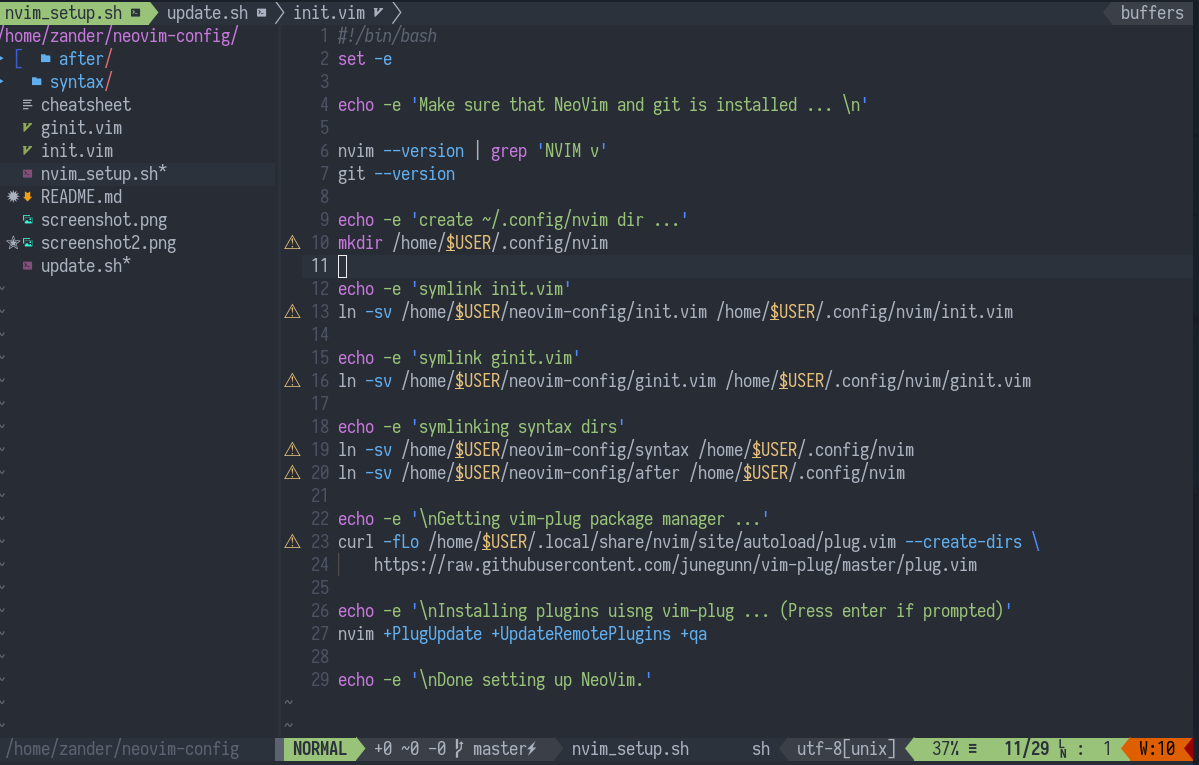 nvim_setup.sh update.sh init.vim buffers
/home/zander/neovim-config/
[ after/
syntax/
cheatsheet
ginit.vim
init.vim
nvim_setup.sh*
README.md
screenshot.png
screenshot2.png
update.sh*
1 #!/bin/bash
2 set -e
3
4 echo -e 'Make sure that NeoVim and git is installed ... \n'
5
6 nvim --version | grep 'NVIM v'
7 git --version
8
9 echo -e 'create ~/.config/nvim dir ...'
10 mkdir /home/$USER/.config/nvim
11
12 echo -e 'symlink init.vim'
13 ln -sv /home/$USER/neovim-config/init.vim /home/$USER/.config/nvim/init.vim
14
15 echo -e 'symlink ginit.vim'
16 ln -sv /home/$USER/neovim-config/ginit.vim /home/$USER/.config/nvim/ginit.vim
17
18 echo -e 'symlinking syntax dirs'
19 ln -sv /home/$USER/neovim-config/syntax /home/$USER/.config/nvim
20 ln -sv /home/$USER/neovim-config/after /home/$USER/.config/nvim
21
22 echo -e '\nGetting vim-plug package manager ...'
23 curl -fLo /home/$USER/.local/share/nvim/site/autoload/plug.vim --create-dirs \
24 https://raw.githubusercontent.com/junegunn/vim-plug/master/plug.vim
25
26 echo -e '\nInstalling plugins uisng vim-plug ... (Press enter if prompted)'
27 nvim +PlugUpdate +UpdateRemotePlugins +qa
28
29 echo -e '\nDone setting up NeoVim.'
~
~
/home/zander/neovim-config NORMAL +0 ~0 -0 master⚡ nvim_setup.sh sh utf-8[unix] 37% ≡ 11/29 LN : 1 W:10